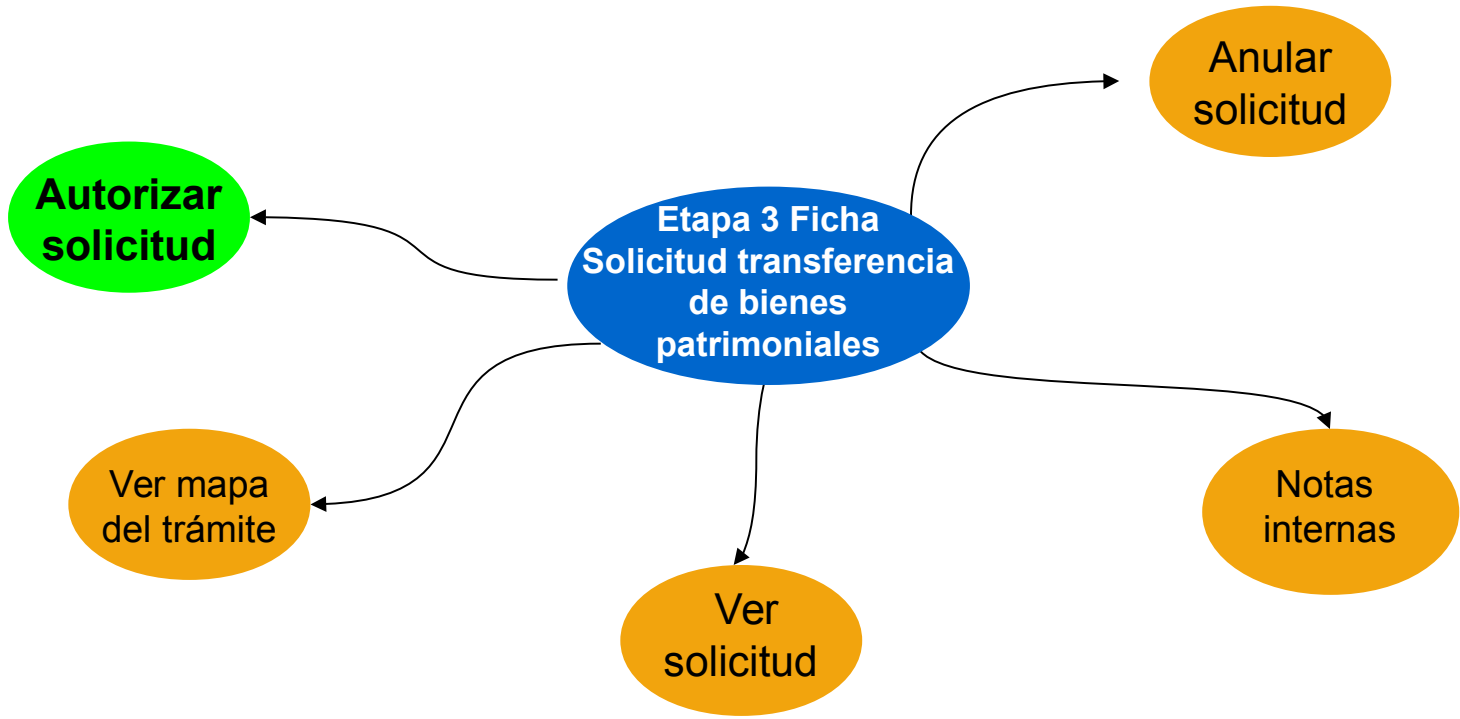 Anular
solicitud
Autorizar
solicitud
Etapa 3 Ficha
Solicitud transferencia
de bienes
patrimoniales
Ver mapa
del trámite
Notas
internas
Ver
solicitud